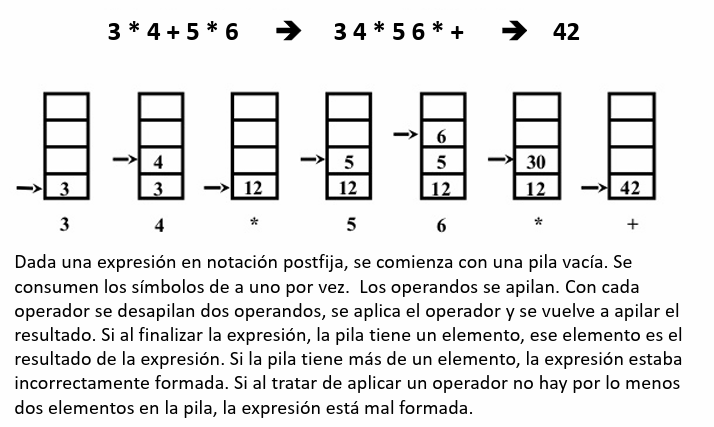 3 * 4 + 5 * 6 ➔ 3 4 * 5 6 * + ➔ 42
6
4 5 5 30
3 3 12 12 12 12 42
3 4 * 5 6 * +
Dada una expresión en notación postfija, se comienza con una pila vacía. Se
consumen los símbolos de a uno por vez. Los operandos se apilan. Con cada
operador se desapilan dos operandos, se aplica el operador y se vuelve a apilar el
resultado. Si al finalizar la expresión, la pila tiene un elemento, ese elemento es el
resultado de la expresión. Si la pila tiene más de un elemento, la expresión estaba
incorrectamente formada. Si al tratar de aplicar un operador no hay por lo menos
dos elementos en la pila, la expresión está mal formada.